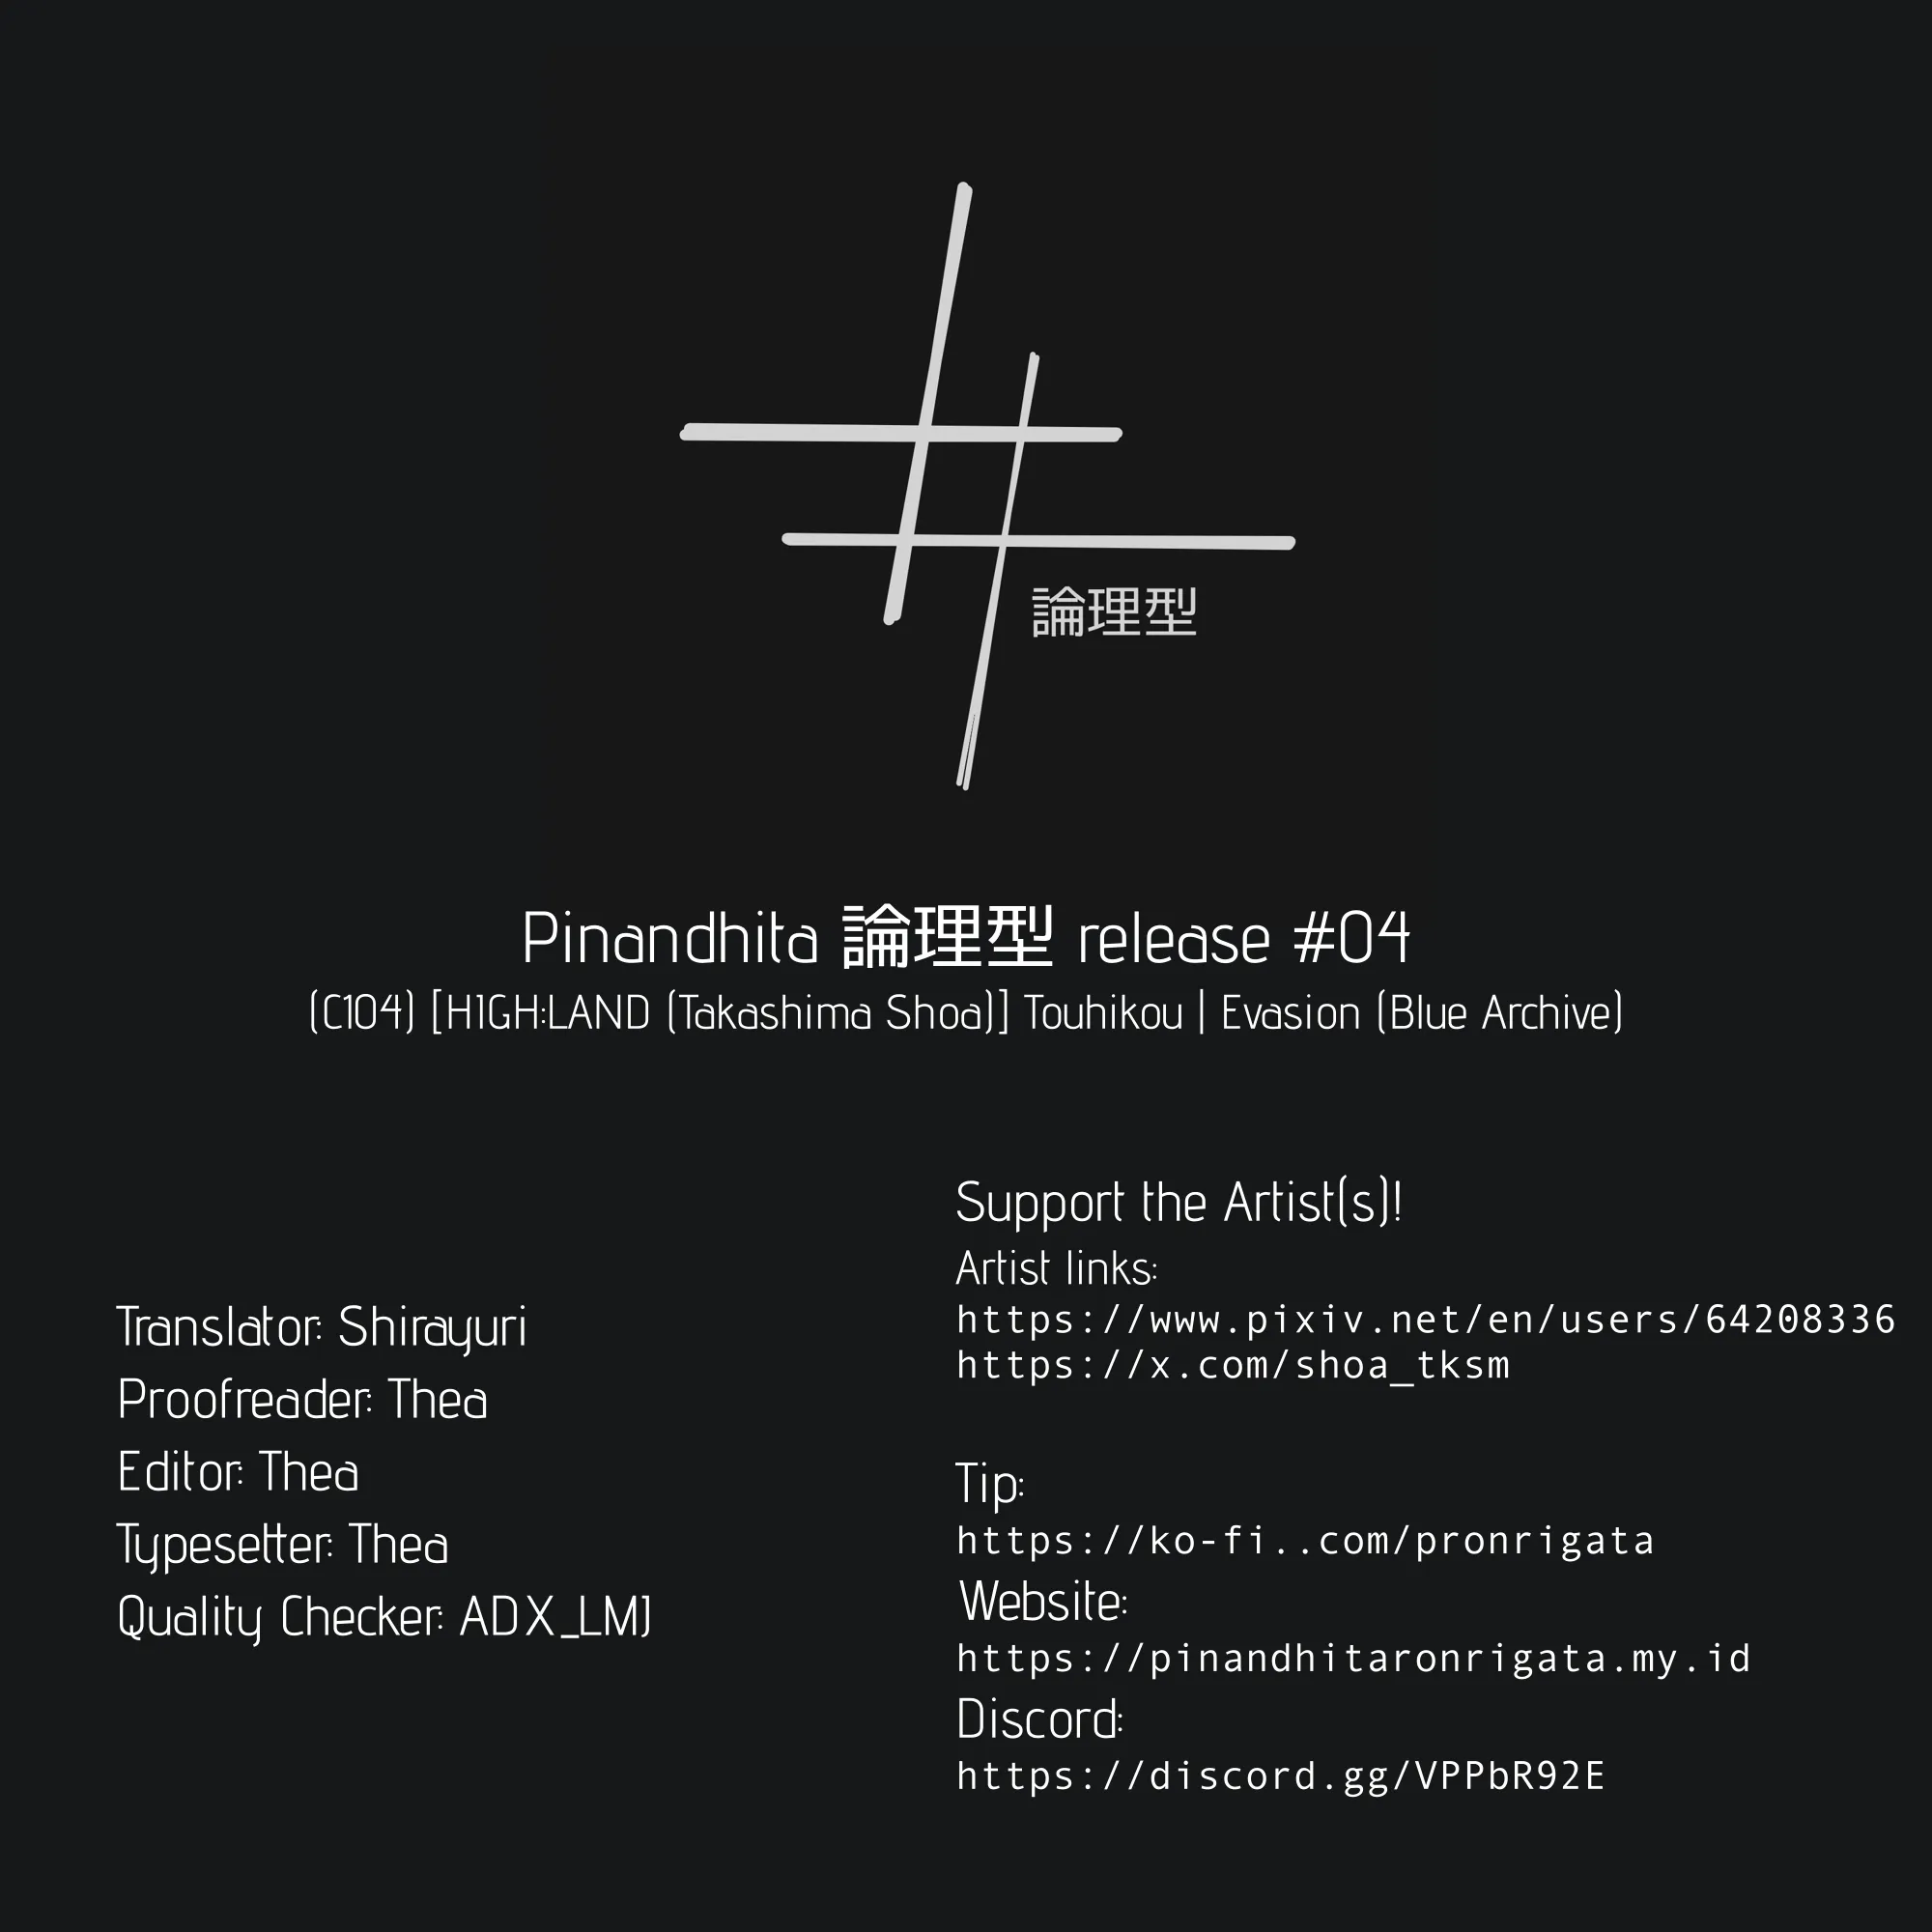 論理型
Pinandhita 論理型 release #04
(C104) [HIGH:LAND (Takashima Shoa)] Touhikou | Evasion (Blue Archive)
Translator: Shirayuri
Proofreader: Thea
Editor: Thea
Typesetter: Thea
Quality Checker: ADX_LMJ
Support the Artist(s)!
Artist links:
https://www.pixiv.net/en/users/64208336
https://x.com/shoa_tksm
Tip:
https://ko-fi..com/pronrigata
Website:
https://pinandhitaronrigata.my.id
Discord:
https://discord.gg/VPPbR92E